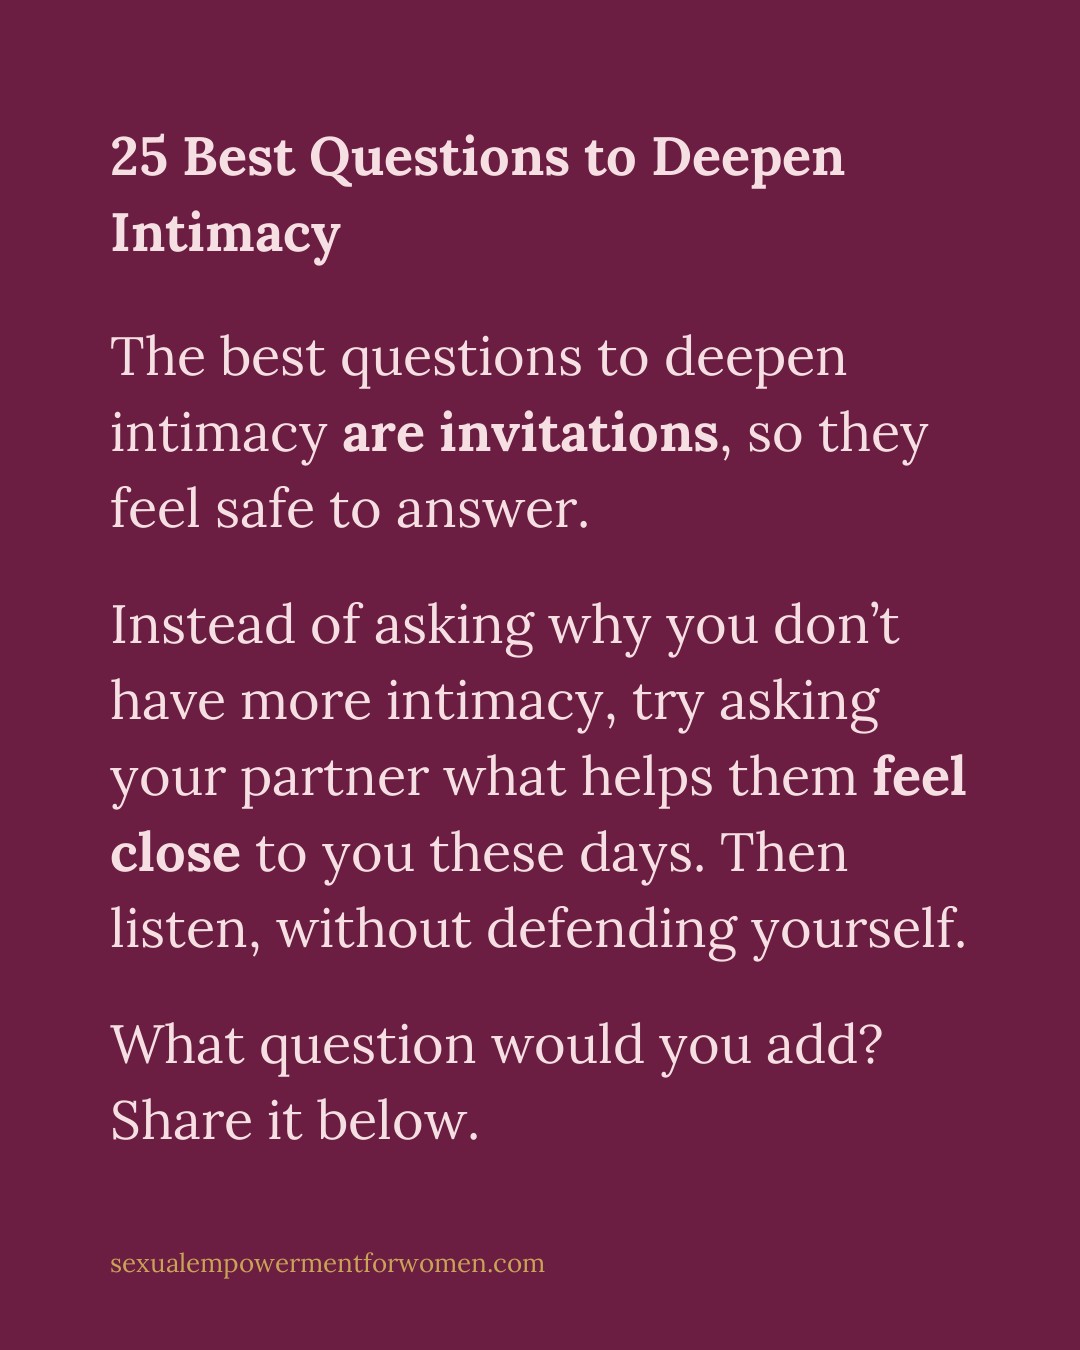 25 Best Questions to Deepen
Intimacy
The best questions to deepen
intimacy are invitations, so they
feel safe to answer.
Instead of asking why you don’t
have more intimacy, try asking
your partner what helps them feel
close to you these days. Then
listen, without defending yourself.
What question would you add?
Share it below.
sexualempowermentforwomen.com